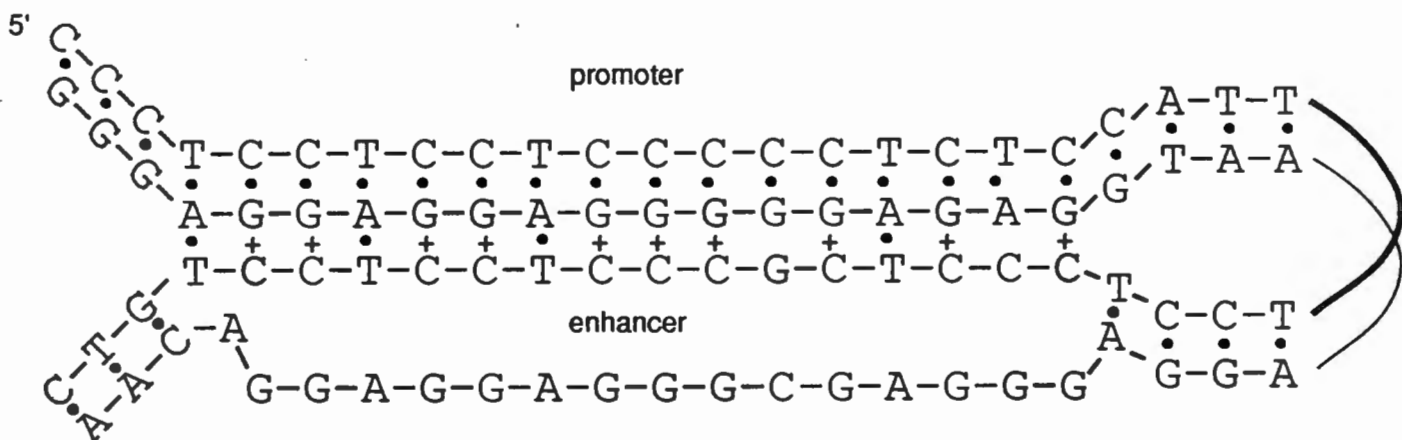 5'
promoter
C-C-C-T-C-C-T-C-C-T-C-C-C-C-C-T-C-T-C-C-A-T-T
G-G-G-A-G-G-A-G-G-A-G-G-G-G-G-A-G-A-G-G-T-A-A
+ + + + + + + + + +
C-T-G-T-C-C-T-C-C-T-C-C-C-G-C-T-C-C-C-T-C-C-T
enhancer
A-A-C-A-G-G-A-G-G-A-G-G-G-C-G-A-G-G-G-A-G-G-A